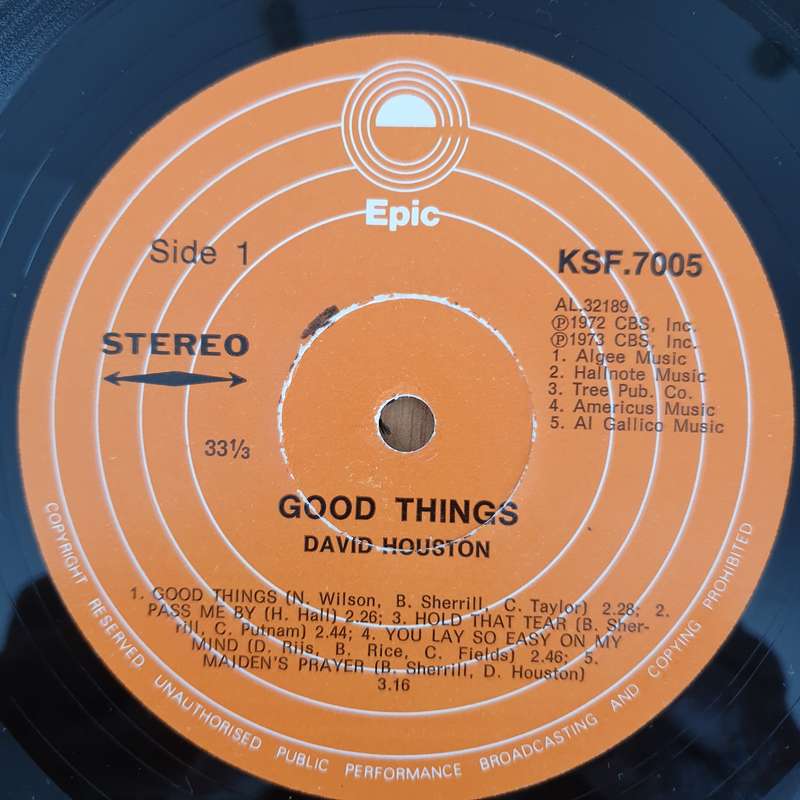 Epic
Side 1
KSF.7005
AL.32189
Ⓟ1972 CBS, Inc.
Ⓟ1973 CBS, Inc.
1. Algee Music
2. Hallnote Music
3. Tree Pub. Co.
4. Americus Music
5. Al Gallico Music
STEREO
33⅓
GOOD THINGS
DAVID HOUSTON
1. GOOD THINGS (N. Wilson, B. Sherrill, C. Taylor) 2.28; 2.
PASS ME BY (H. Hall) 2.26; 3. HOLD THAT TEAR (B. Sher-
rill, C. Putnam) 2.44; 4. YOU LAY SO EASY ON MY
MIND (D. Rijs, B. Rice, C. Fields) 2.46; 5.
MAIDEN'S PRAYER (B. Sherrill, D. Houston)
3.16
COPYRIGHT RESERVED UNAUTHORISED PUBLIC PERFORMANCE BROADCASTING AND COPYING PROHIBITED